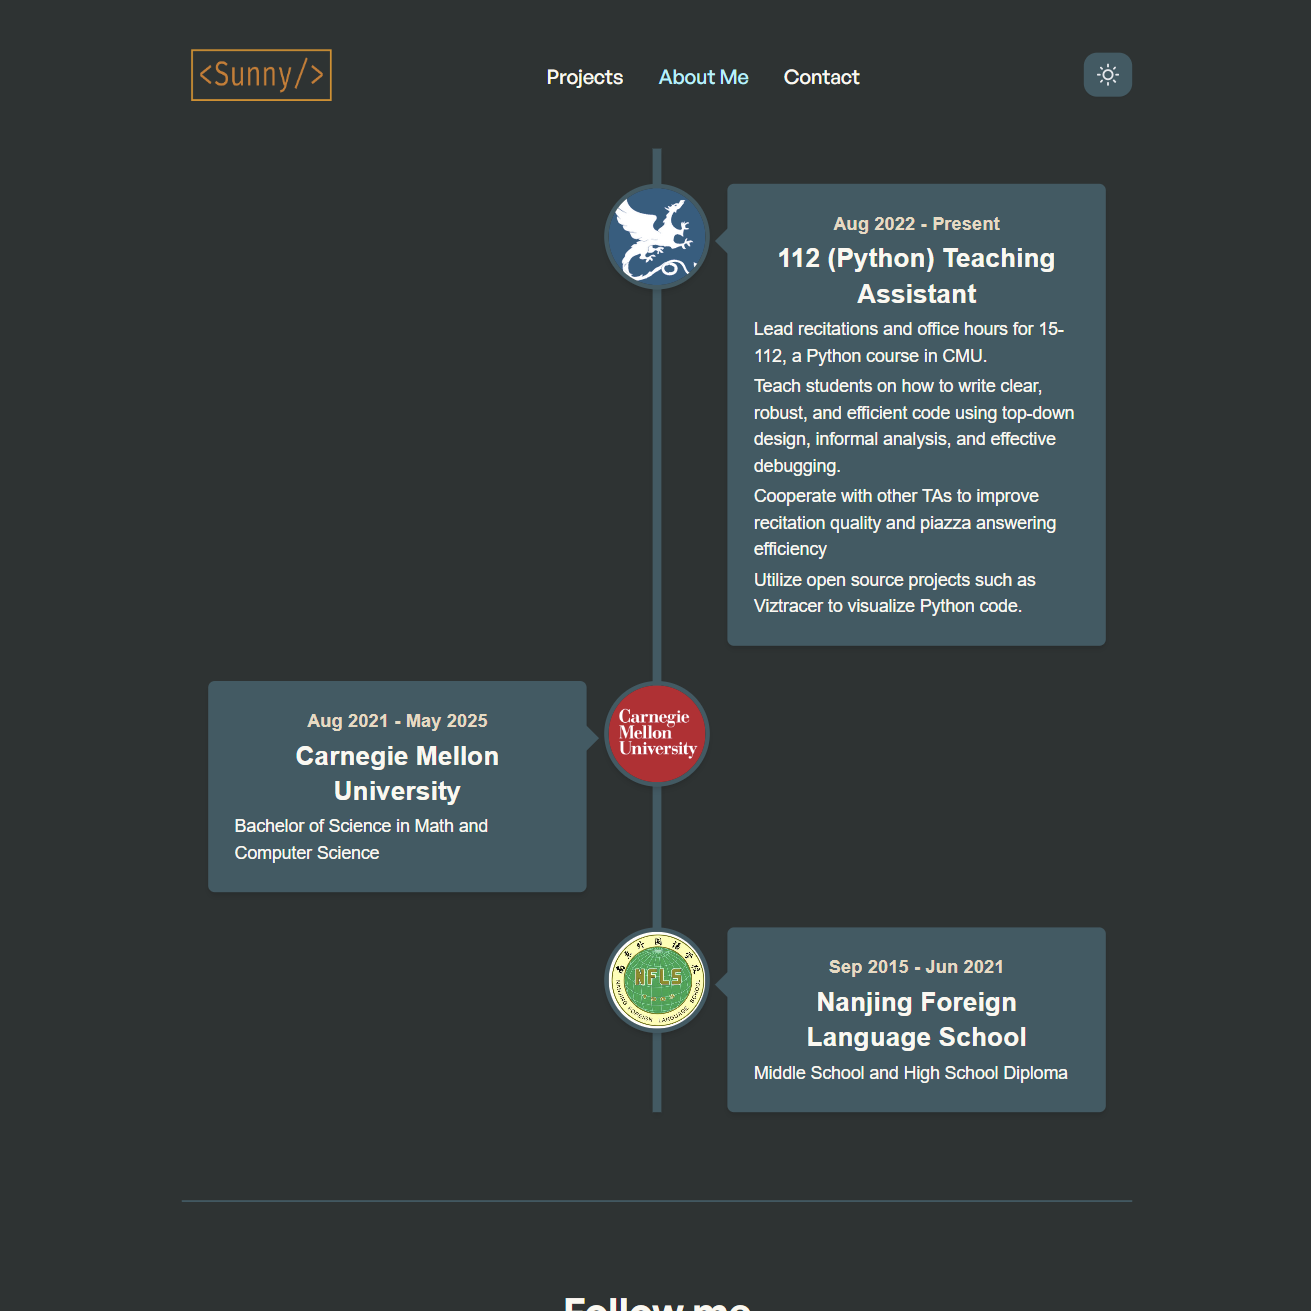 <Sunny/>
Projects
About Me
Contact
Aug 2022 - Present
112 (Python) Teaching
Assistant
Lead recitations and office hours for 15-
112, a Python course in CMU.
Teach students on how to write clear,
robust, and efficient code using top-down
design, informal analysis, and effective
debugging.
Cooperate with other TAs to improve
recitation quality and piazza answering
efficiency
Utilize open source projects such as
Viztracer to visualize Python code.
Aug 2021 - May 2025
Carnegie Mellon
University
Bachelor of Science in Math and
Computer Science
Carnegie
Mellon
University
NFLS
NANJING FOREIGN LANGUAGE SCHOOL
Sep 2015 - Jun 2021
Nanjing Foreign
Language School
Middle School and High School Diploma
Follow me